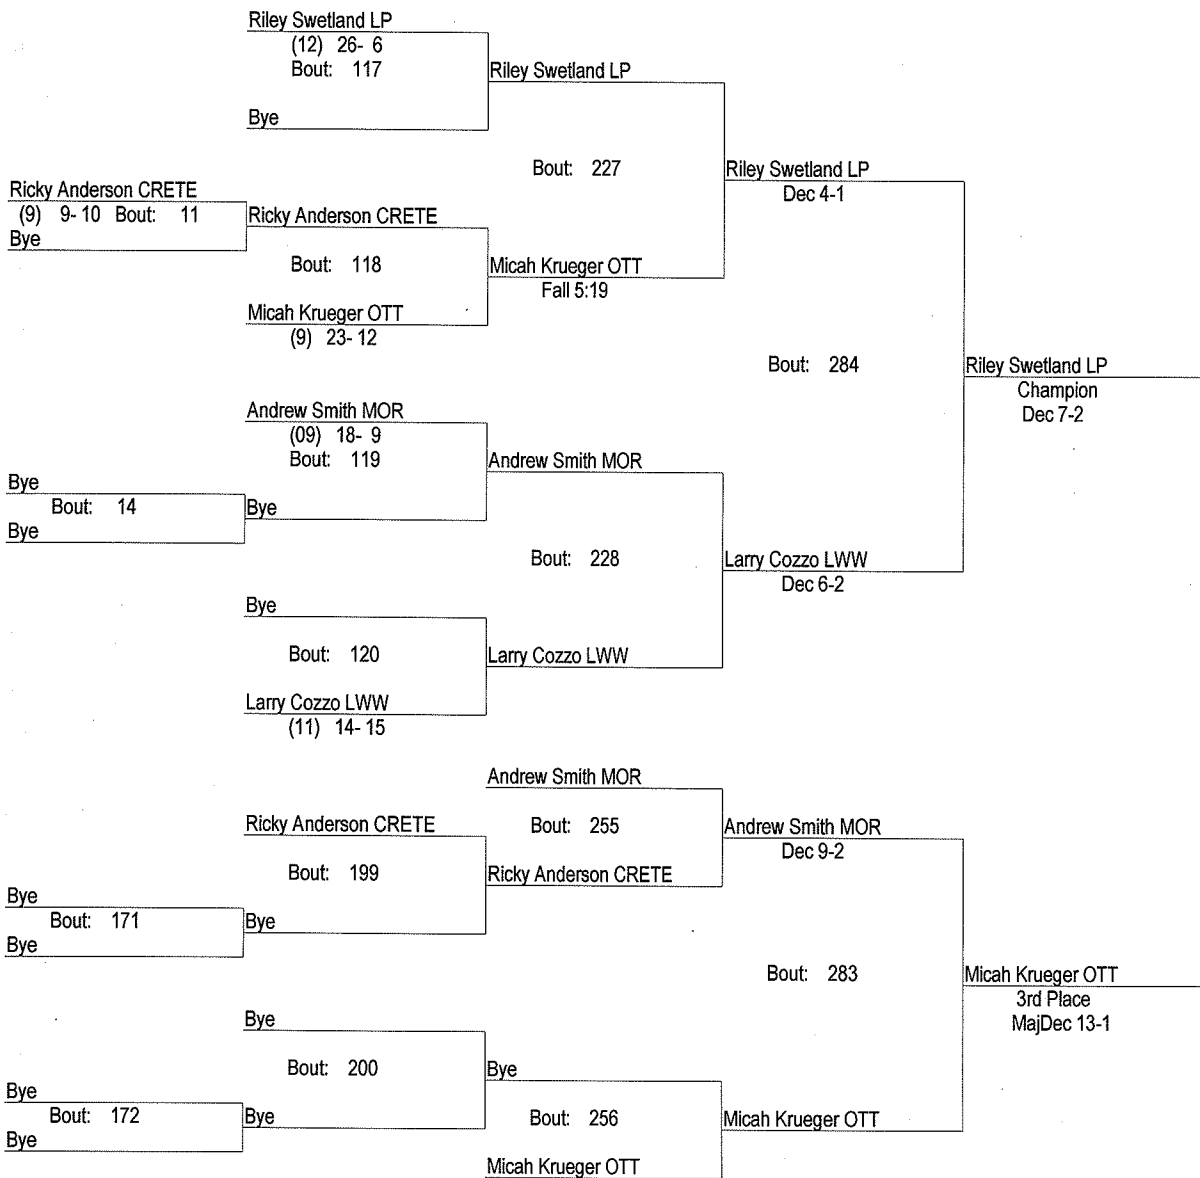 Riley Swetland LP
(12) 26- 6
Bout: 117
Riley Swetland LP
Bye
Bout: 227
Riley Swetland LP
Dec 4-1
Ricky Anderson CRETE
(9) 9- 10 Bout: 11
Bye
Ricky Anderson CRETE
Bout: 118
Micah Krueger OTT
Fall 5:19
Micah Krueger OTT
(9) 23- 12
Bout: 284
Riley Swetland LP
Champion
Dec 7-2
Andrew Smith MOR
(09) 18- 9
Bout: 119
Andrew Smith MOR
Bye
Bout: 14
Bye
Bye
Bout: 228
Larry Cozzo LWW
Dec 6-2
Bye
Bout: 120
Larry Cozzo LWW
Larry Cozzo LWW
(11) 14- 15
Andrew Smith MOR
Ricky Anderson CRETE
Bout: 255
Andrew Smith MOR
Dec 9-2
Bout: 199
Ricky Anderson CRETE
Bye
Bout: 171
Bye
Bye
Bout: 283
Micah Krueger OTT
3rd Place
MajDec 13-1
Bye
Bout: 200
Bye
Bye
Bout: 172
Bye
Bye
Bout: 256
Micah Krueger OTT
Micah Krueger OTT